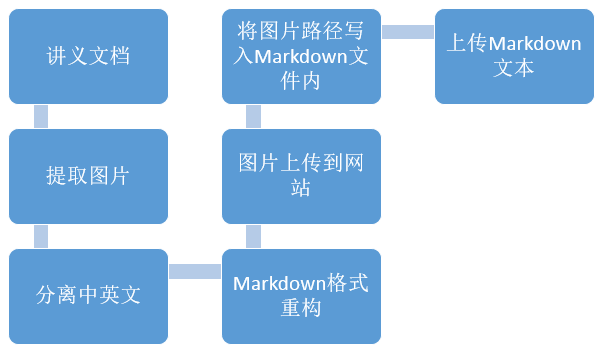 讲义文档
提取图片
分离中英文
Markdown格式
重构
图片上传到网
站
将图片路径写
入Markdown文
件内
上传Markdown
文本